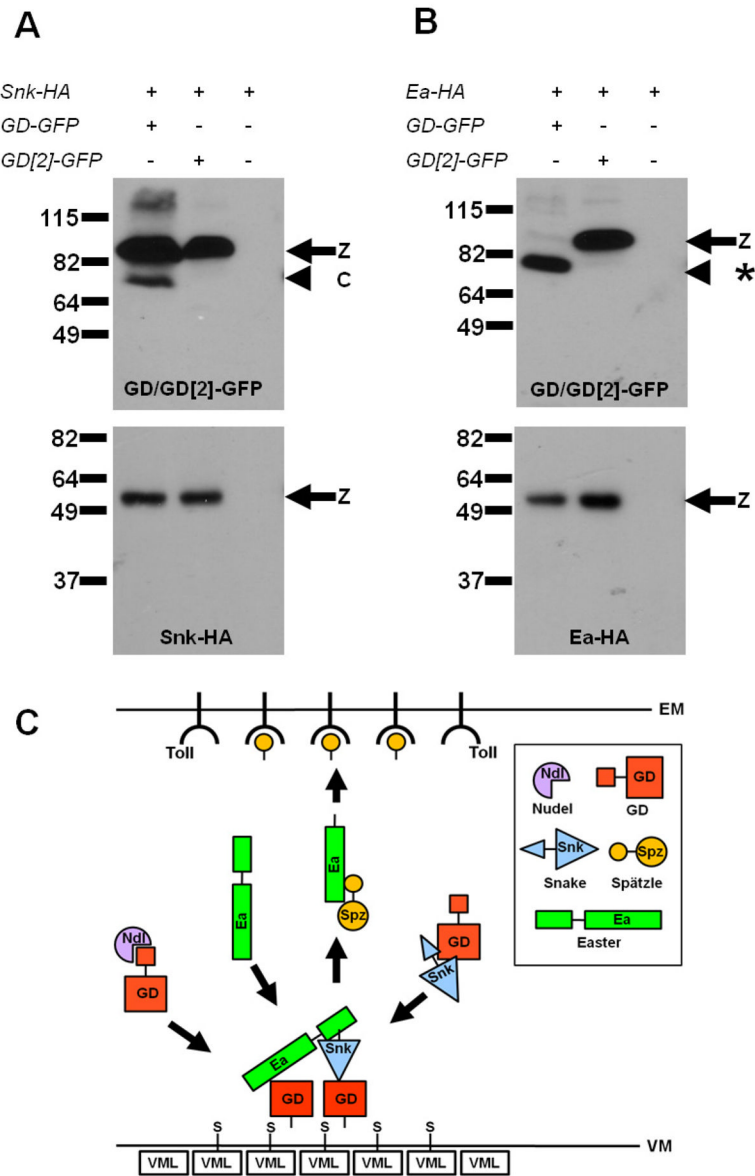 A
Snk-HA + + +
GD-GFP + - -
GD[2]-GFP - + -
115
82
64
49
Z
C
GD/GD[2]-GFP
82
64
49
37
Z
Snk-HA
B
Ea-HA + + +
GD-GFP + - -
GD[2]-GFP - + -
115
82
64
49
Z
*
GD/GD[2]-GFP
82
64
49
37
Z
Ea-HA
C
EM
Toll
Toll
Ea
Ea
Spz
Ndl
GD
GD
Snk
Ea
Snk
GD
GD
S
S
S
S
S
VM
VML
VML
VML
VML
VML
VML
VML
Ndl
Nudel
GD
GD
Snk
Snake
Spz
Spätzle
Ea
Easter